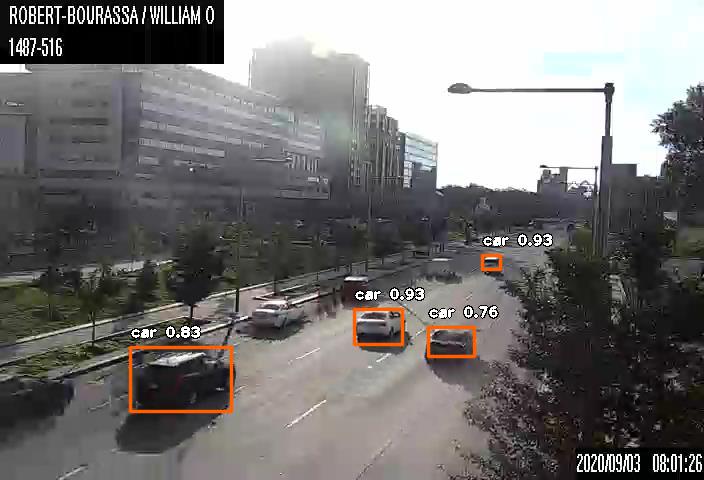 ROBERT-BOURASSA / WILLIAM O
1487-516
car 0.93
car 0.93
car 0.76
car 0.83
2020/09/03 08:01:26